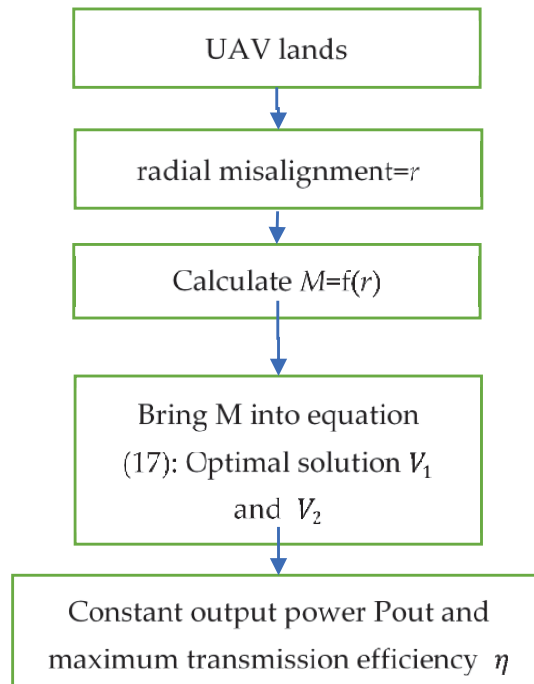 UAV lands
radial misalignment=r
Calculate M=f(r)
Bring M into equation
(17): Optimal solution V₁
and V₂
Constant output power Pout and
maximum transmission efficiency η